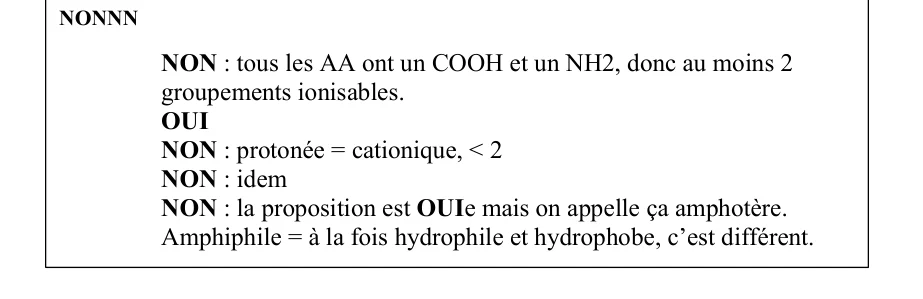 NONNN
NON : tous les AA ont un COOH et un NH2, donc au moins 2
groupements ionisables.
OUI
NON : protonée = cationique, < 2
NON : idem
NON : la proposition est OUIe mais on appelle ça amphotère.
Amphiphile = à la fois hydrophile et hydrophobe, c’est différent.